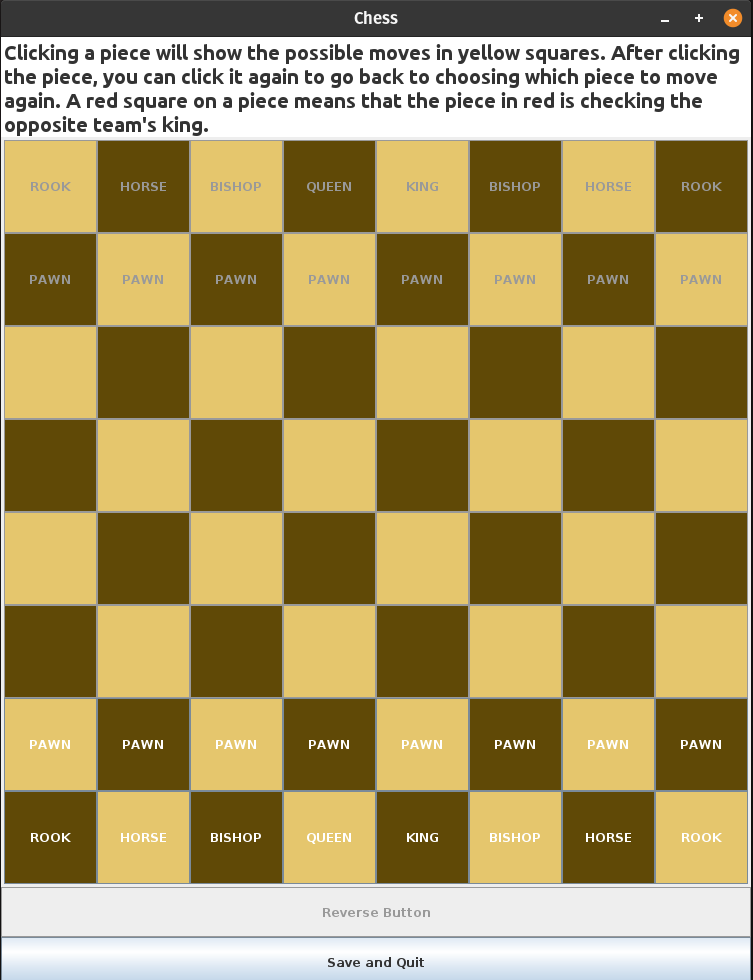 Chess
Clicking a piece will show the possible moves in yellow squares. After clicking
the piece, you can click it again to go back to choosing which piece to move
again. A red square on a piece means that the piece in red is checking the
opposite team's king.
ROOK HORSE BISHOP QUEEN KING BISHOP HORSE ROOK
PAWN PAWN PAWN PAWN PAWN PAWN PAWN PAWN
PAWN PAWN PAWN PAWN PAWN PAWN PAWN PAWN
ROOK HORSE BISHOP QUEEN KING BISHOP HORSE ROOK
Reverse Button
Save and Quit